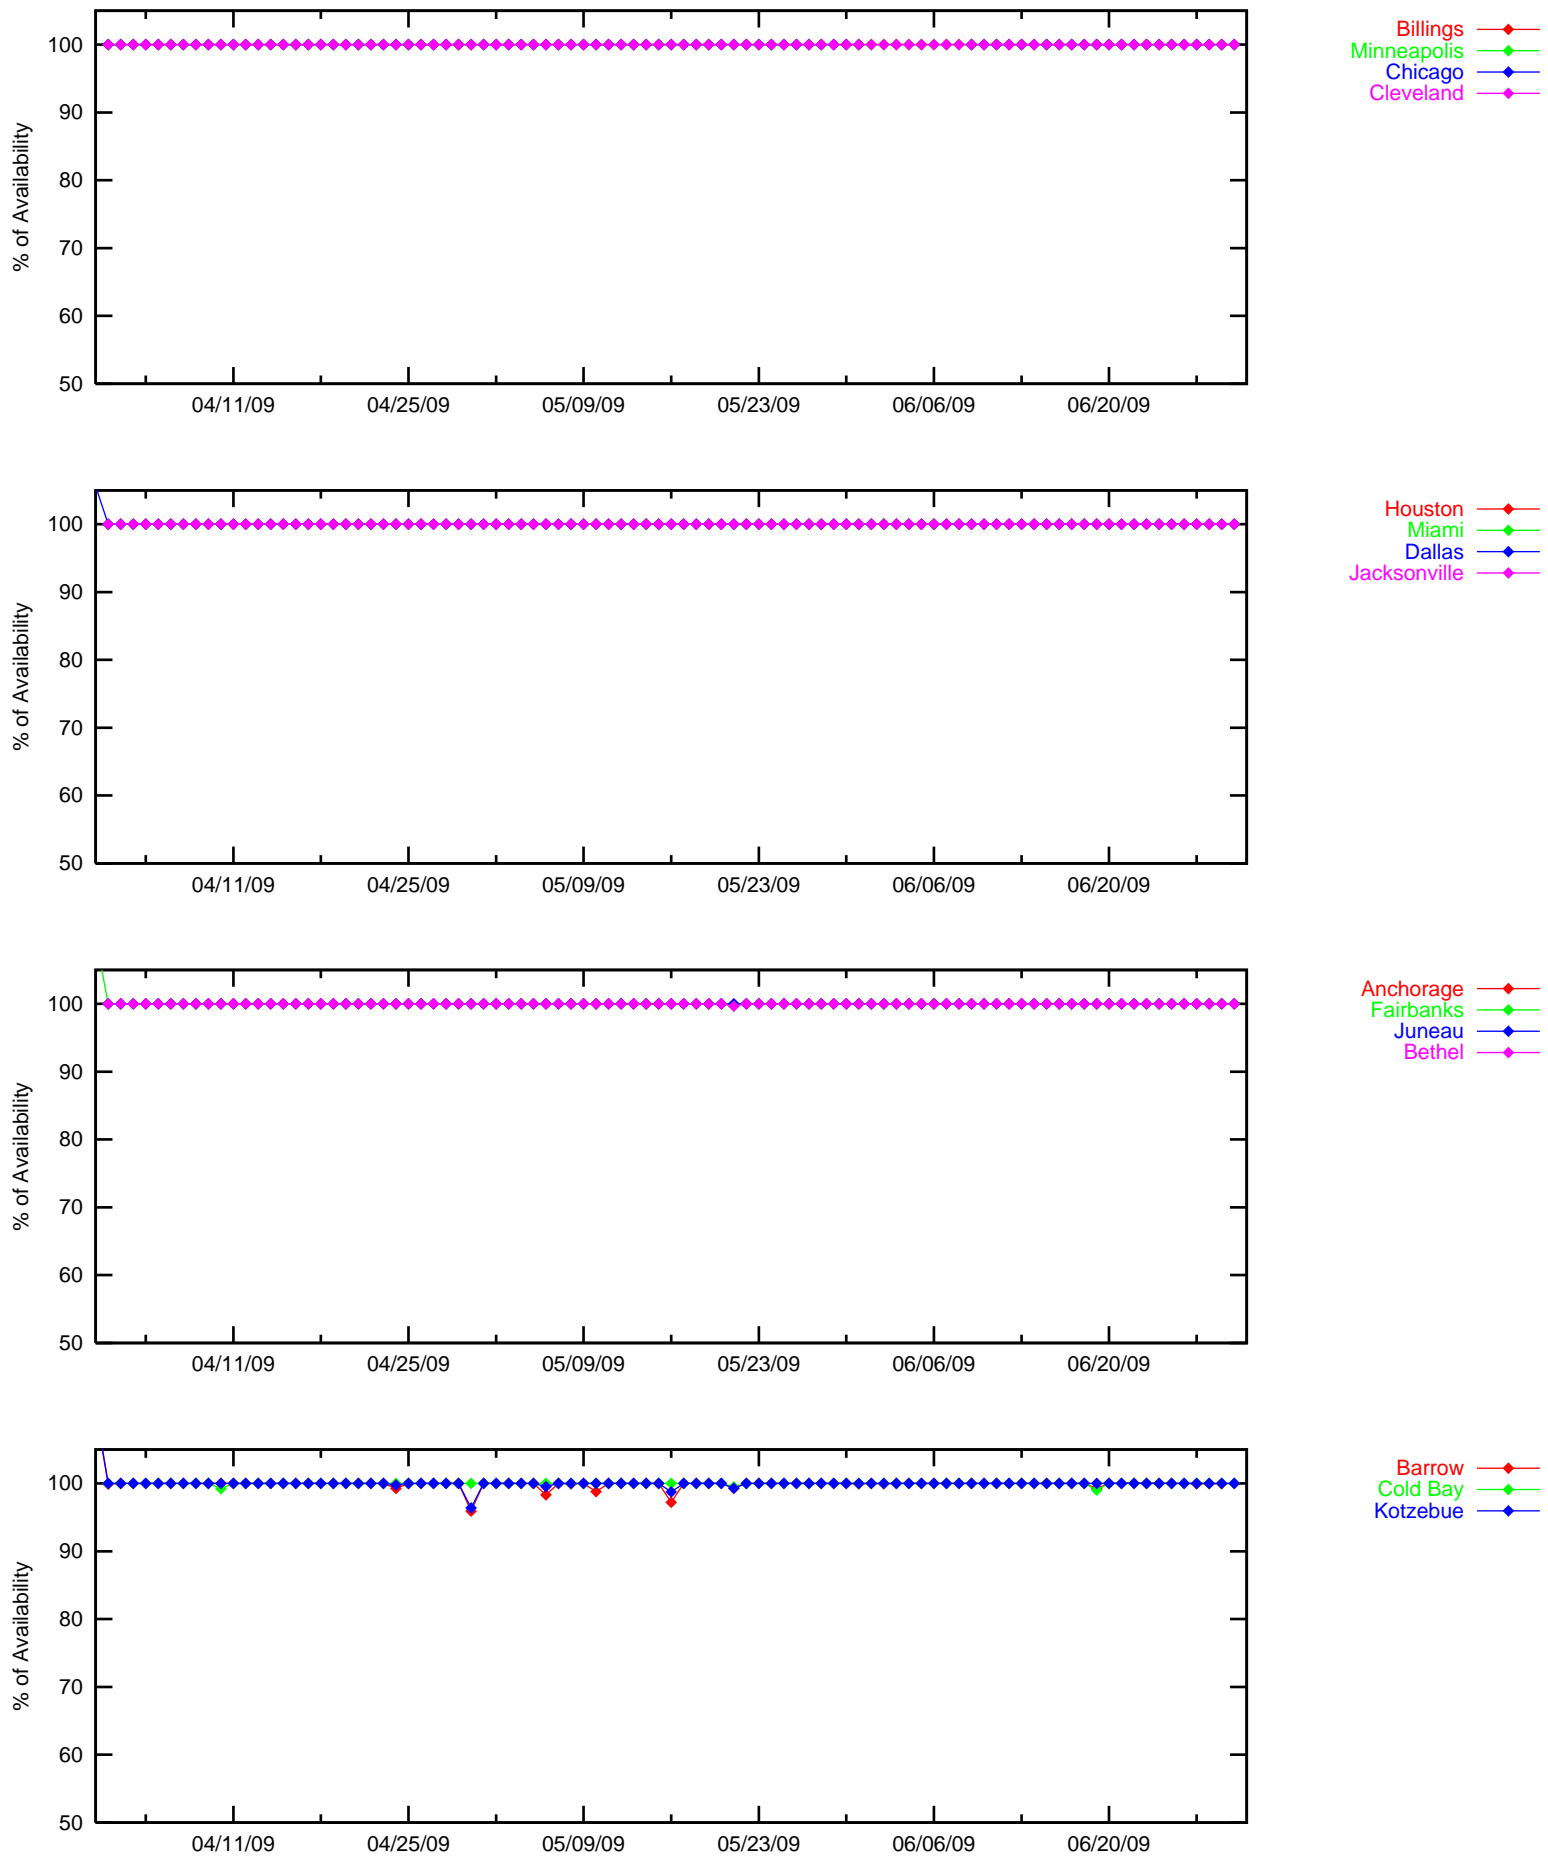 % of Availability
100
90
80
70
60
50
04/11/09 04/25/09 05/09/09 05/23/09 06/06/09 06/20/09
Billings
Minneapolis
Chicago
Cleveland
% of Availability
100
90
80
70
60
50
04/11/09 04/25/09 05/09/09 05/23/09 06/06/09 06/20/09
Houston
Miami
Dallas
Jacksonville
% of Availability
100
90
80
70
60
50
04/11/09 04/25/09 05/09/09 05/23/09 06/06/09 06/20/09
Anchorage
Fairbanks
Juneau
Bethel
% of Availability
100
90
80
70
60
50
04/11/09 04/25/09 05/09/09 05/23/09 06/06/09 06/20/09
Barrow
Cold Bay
Kotzebue